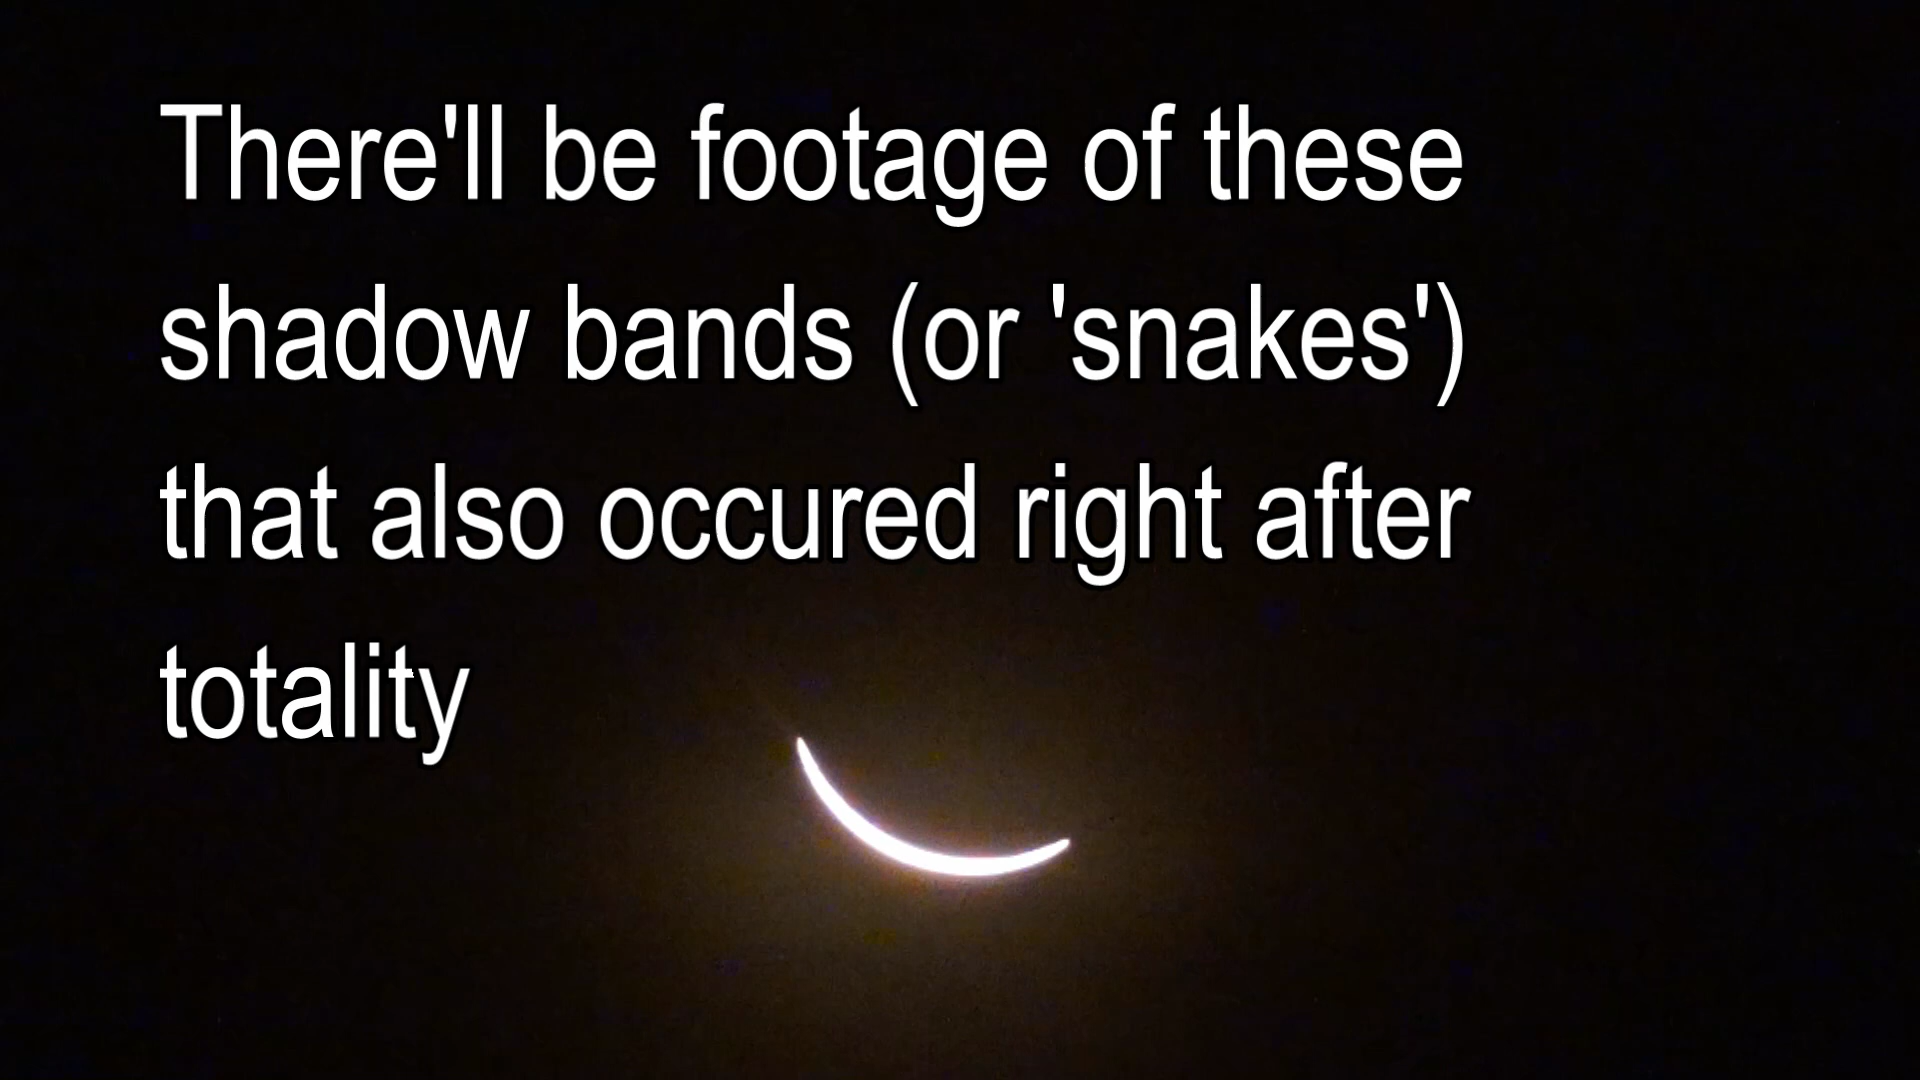 There'll be footage of these
shadow bands (or 'snakes')
that also occured right after
totality